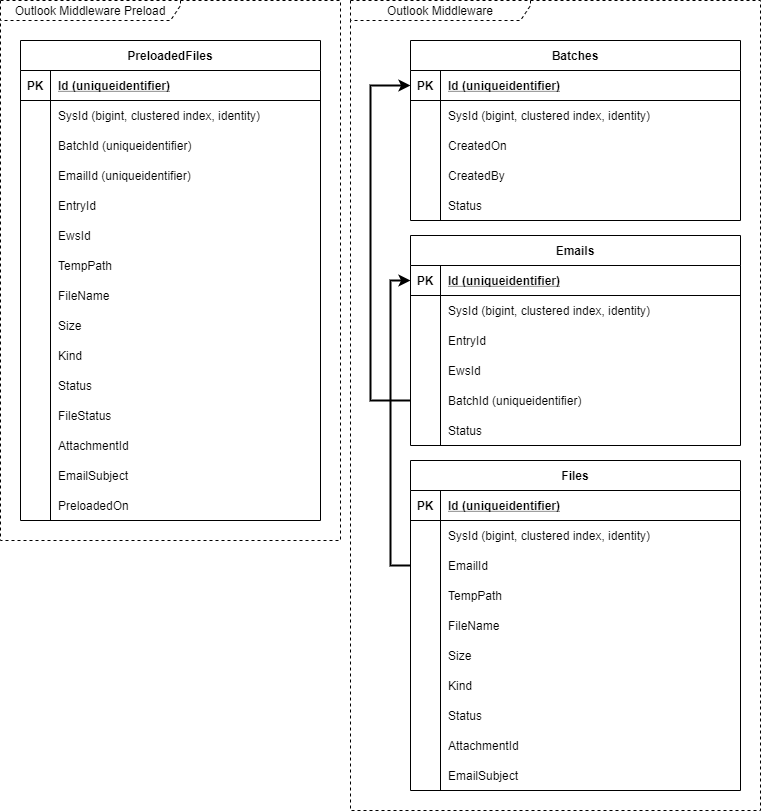 Outlook Middleware Preload
PreloadedFiles
PK Id (uniqueidentifier)
SysId (bigint, clustered index, identity)
BatchId (uniqueidentifier)
EmailId (uniqueidentifier)
EntryId
EwsId
TempPath
FileName
Size
Kind
Status
FileStatus
AttachmentId
EmailSubject
PreloadedOn
Outlook Middleware
Batches
PK Id (uniqueidentifier)
SysId (bigint, clustered index, identity)
CreatedOn
CreatedBy
Status
Emails
PK Id (uniqueidentifier)
SysId (bigint, clustered index, identity)
EntryId
EwsId
BatchId (uniqueidentifier)
Status
Files
PK Id (uniqueidentifier)
SysId (bigint, clustered index, identity)
EmailId
TempPath
FileName
Size
Kind
Status
AttachmentId
EmailSubject